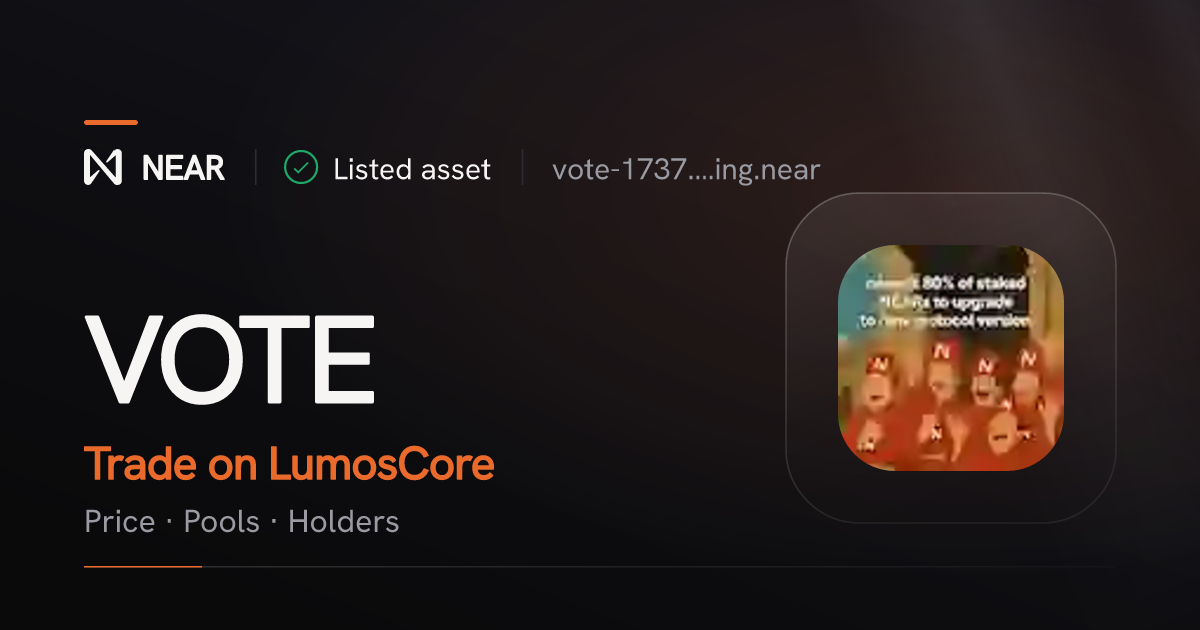 NEAR Listed asset vote-1737....ing.near
80% of staked
to upgrade
to protocol version
N N N N
N
VOTE
Trade on LumosCore
Price · Pools · Holders